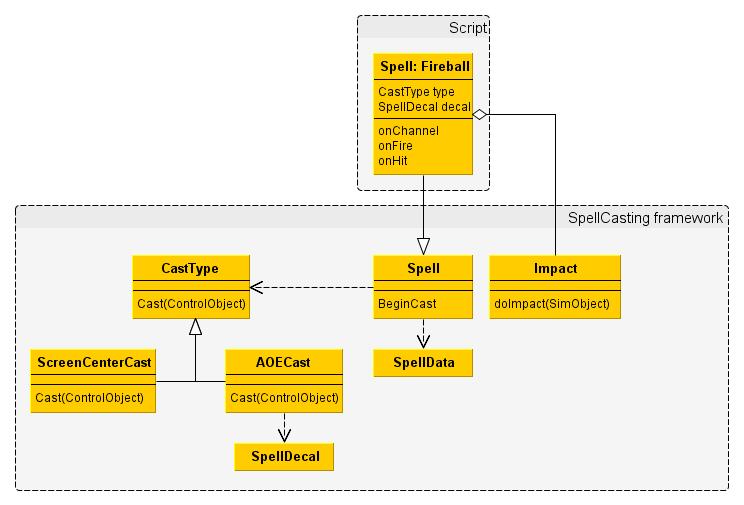 Script
Spell: Fireball
CastType type
SpellDecal decal
onChannel
onFire
onHit
SpellCasting framework
CastType
Cast(ControlObject)
Spell
BeginCast
Impact
doImpact(SimObject)
ScreenCenterCast
Cast(ControlObject)
AOECast
Cast(ControlObject)
SpellData
SpellDecal